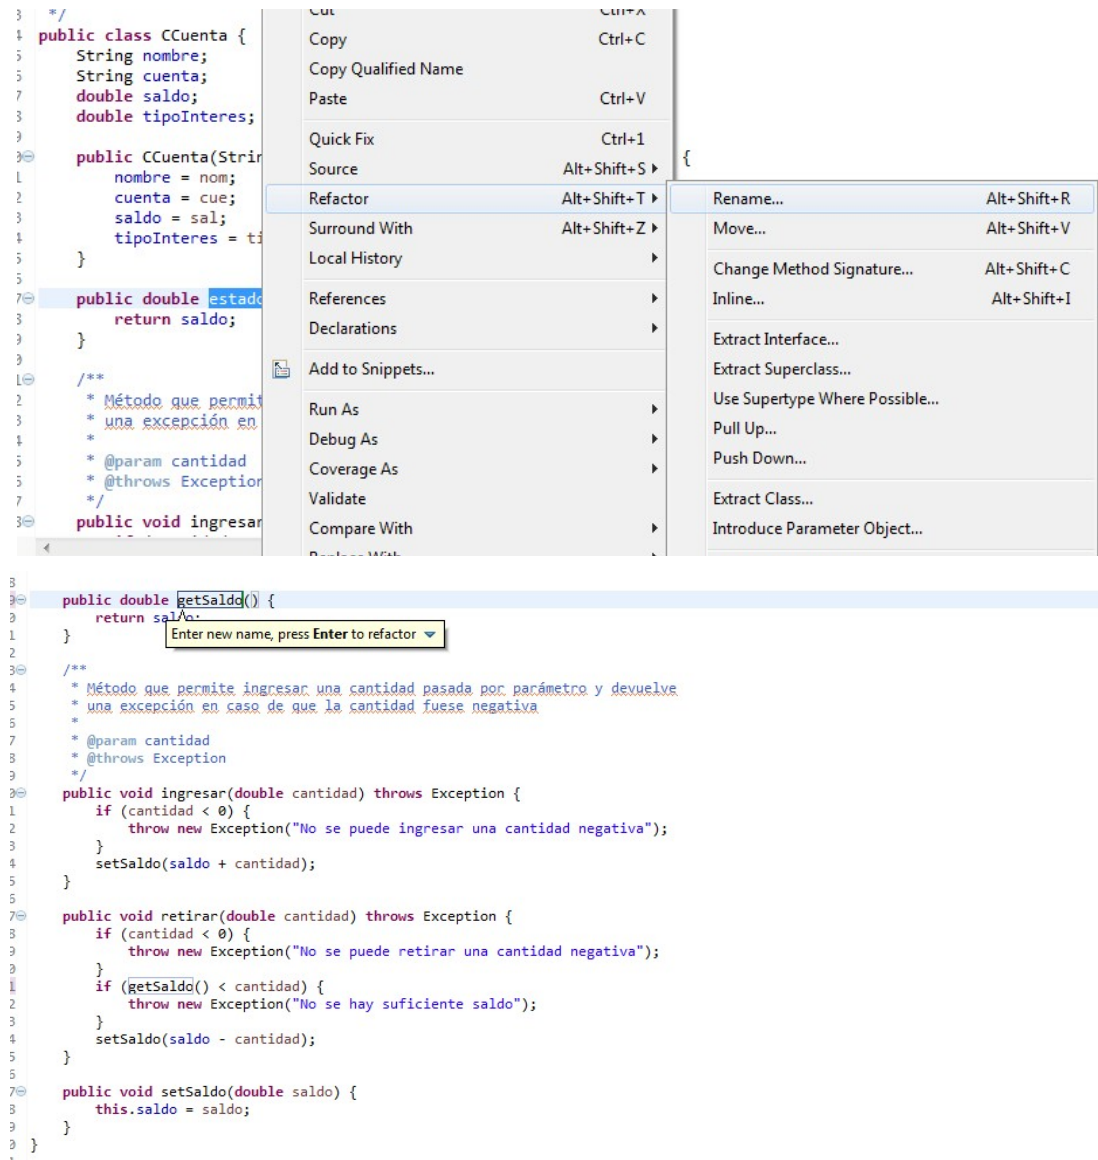 */
public class CCuenta {
String nombre;
String cuenta;
double saldo;
double tipoInteres;
public CCuenta(Strin {
nombre = nom;
cuenta = cue;
saldo = sal;
tipoInteres = ti
}
public double estado
return saldo;
}
/**
* Método que permit
* una excepción en
*
* @param cantidad
* @throws Exception
*/
public void ingresar
Cut Ctrl+X
Copy Ctrl+C
Copy Qualified Name
Paste Ctrl+V
Quick Fix Ctrl+1
Source Alt+Shift+S
Refactor Alt+Shift+T
Surround With Alt+Shift+Z
Local History
References
Declarations
Add to Snippets...
Run As
Debug As
Coverage As
Validate
Compare With
Replace With
Rename... Alt+Shift+R
Move... Alt+Shift+V
Change Method Signature... Alt+Shift+C
Inline... Alt+Shift+I
Extract Interface...
Extract Superclass...
Use Supertype Where Possible...
Pull Up...
Push Down...
Extract Class...
Introduce Parameter Object...
public double getSaldo() {
return saldo;
Enter new name, press Enter to refactor
}
/**
* Método que permite ingresar una cantidad pasada por parámetro y devuelve
* una excepción en caso de que la cantidad fuese negativa
*
* @param cantidad
* @throws Exception
*/
public void ingresar(double cantidad) throws Exception {
if (cantidad < 0) {
throw new Exception("No se puede ingresar una cantidad negativa");
}
setSaldo(saldo + cantidad);
}
public void retirar(double cantidad) throws Exception {
if (cantidad < 0) {
throw new Exception("No se puede retirar una cantidad negativa");
}
if (getSaldo() < cantidad) {
throw new Exception("No se hay suficiente saldo");
}
setSaldo(saldo - cantidad);
}
public void setSaldo(double saldo) {
this.saldo = saldo;
}
}